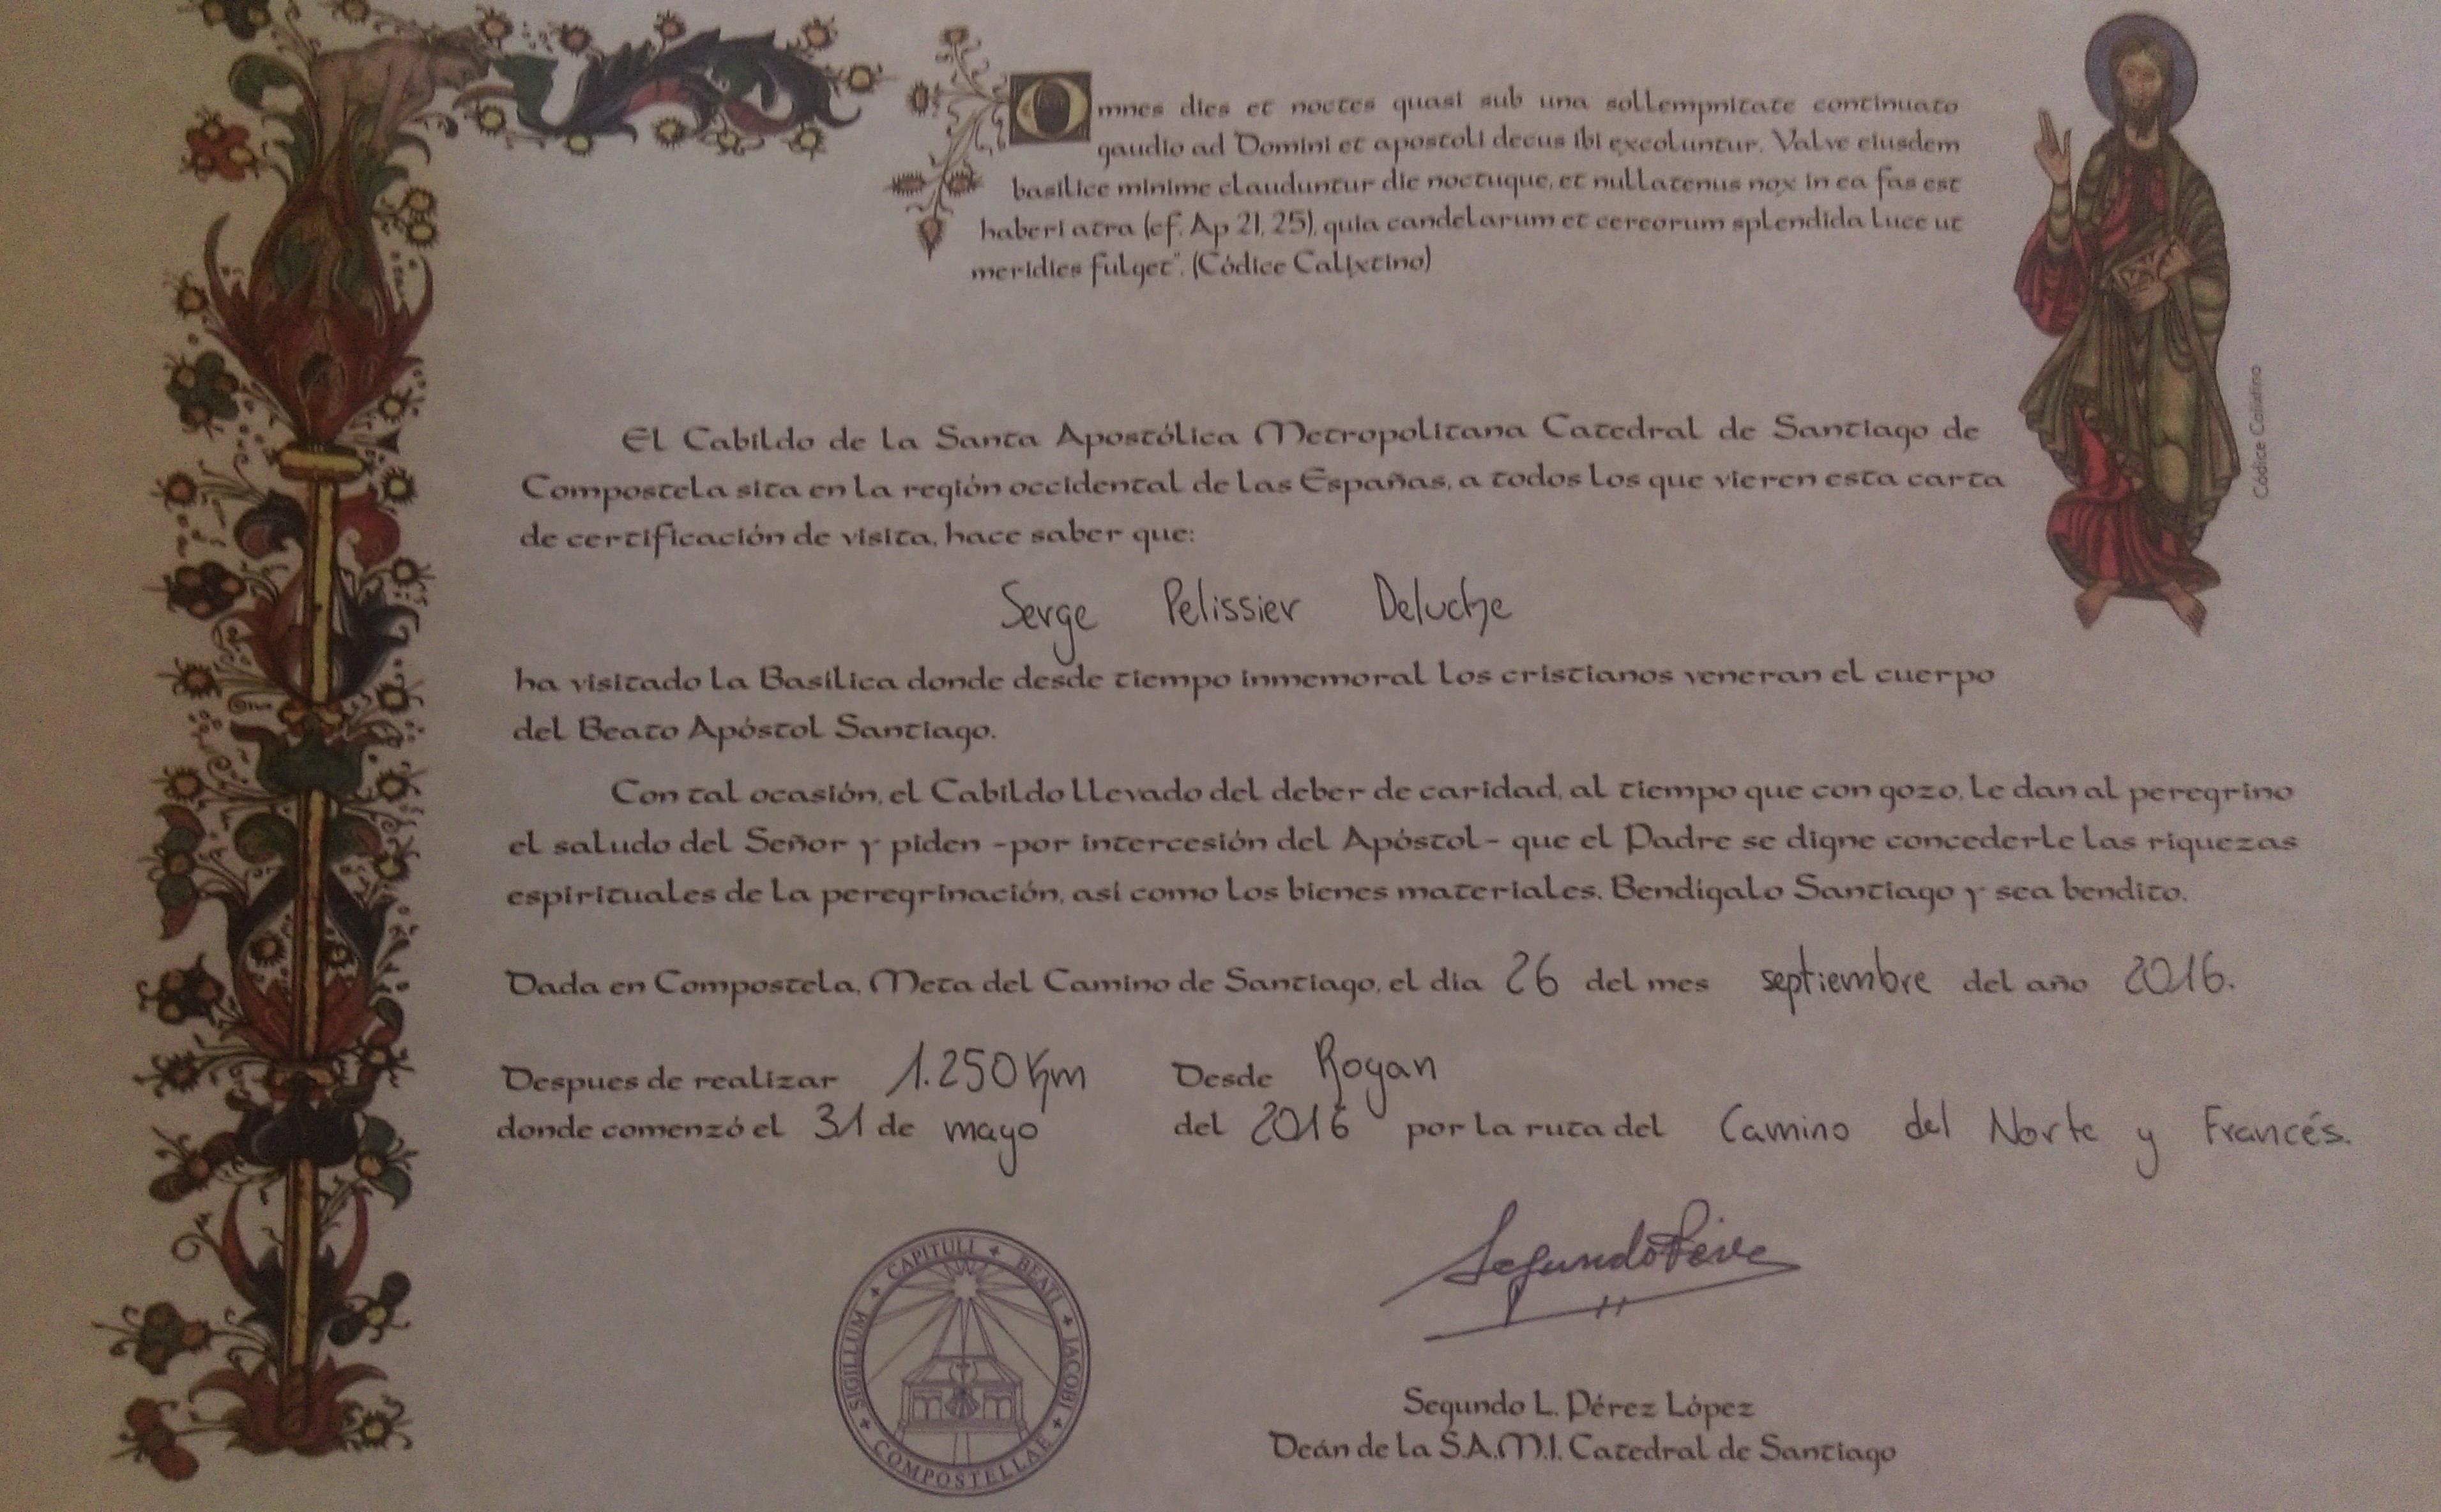 Omnes dies et noctes quasi sub una sollempnitate continuato
gaudio ad Domini et apostoli decus ibi excoluntur. Valve eiusdem
basilice minime clauduntur die noctuque, et nullatenus nox in ea fas est
haberi atra (cf. Ap 21, 25), quia candelarum et cereorum splendida luce ut
meridies fulget". (Códice Calixtino)
Códice Calixtino
El Cabildo de la Santa Apostólica Metropolitana Catedral de Santiago de
Compostela sita en la región occidental de las Españas, a todos los que vieren esta carta
de certificación de visita, hace saber que:
Serge Pelissier Deluche
ha visitado la Basílica donde desde tiempo inmemoral los cristianos veneran el cuerpo
del Beato Apóstol Santiago.
Con tal ocasión, el Cabildo llevado del deber de caridad, al tiempo que con gozo, le dan al peregrino
el saludo del Señor y piden -por intercesión del Apóstol- que el Padre se digne concederle las riquezas
espirituales de la peregrinación, así como los bienes materiales. Bendígalo Santiago y sea bendito.
Dada en Compostela, Meta del Camino de Santiago, el día 26 del mes septiembre del año 2016.
Despues de realizar 1.250 Km Desde Royan
donde comenzó el 31 de mayo del 2016 por la ruta del Camino del Norte y Francés.
SIGILLUM + CAPITULI + BEATI + IACOBI + COMPOSTELLAE +
Segundo Pérez
Segundo L. Pérez López
Deán de la S.A.M.I. Catedral de Santiago